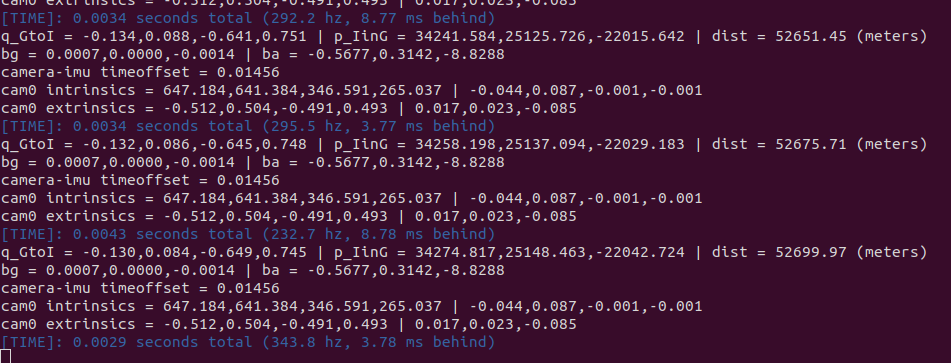 cam0 extrinsics = -0.512,0.504,-0.491,0.493 | 0.017,0.023,-0.085
[TIME]: 0.0034 seconds total (292.2 hz, 8.77 ms behind)
q_GtoI = -0.134,0.088,-0.641,0.751 | p_IinG = 34241.584,25125.726,-22015.642 | dist = 52651.45 (meters)
bg = 0.0007,0.0000,-0.0014 | ba = -0.5677,0.3142,-8.8288
camera-imu timeoffset = 0.01456
cam0 intrinsics = 647.184,641.384,346.591,265.037 | -0.044,0.087,-0.001,-0.001
cam0 extrinsics = -0.512,0.504,-0.491,0.493 | 0.017,0.023,-0.085
[TIME]: 0.0034 seconds total (295.5 hz, 3.77 ms behind)
q_GtoI = -0.132,0.086,-0.645,0.748 | p_IinG = 34258.198,25137.094,-22029.183 | dist = 52675.71 (meters)
bg = 0.0007,0.0000,-0.0014 | ba = -0.5677,0.3142,-8.8288
camera-imu timeoffset = 0.01456
cam0 intrinsics = 647.184,641.384,346.591,265.037 | -0.044,0.087,-0.001,-0.001
cam0 extrinsics = -0.512,0.504,-0.491,0.493 | 0.017,0.023,-0.085
[TIME]: 0.0043 seconds total (232.7 hz, 8.78 ms behind)
q_GtoI = -0.130,0.084,-0.649,0.745 | p_IinG = 34274.817,25148.463,-22042.724 | dist = 52699.97 (meters)
bg = 0.0007,0.0000,-0.0014 | ba = -0.5677,0.3142,-8.8288
camera-imu timeoffset = 0.01456
cam0 intrinsics = 647.184,641.384,346.591,265.037 | -0.044,0.087,-0.001,-0.001
cam0 extrinsics = -0.512,0.504,-0.491,0.493 | 0.017,0.023,-0.085
[TIME]: 0.0029 seconds total (343.8 hz, 3.78 ms behind)